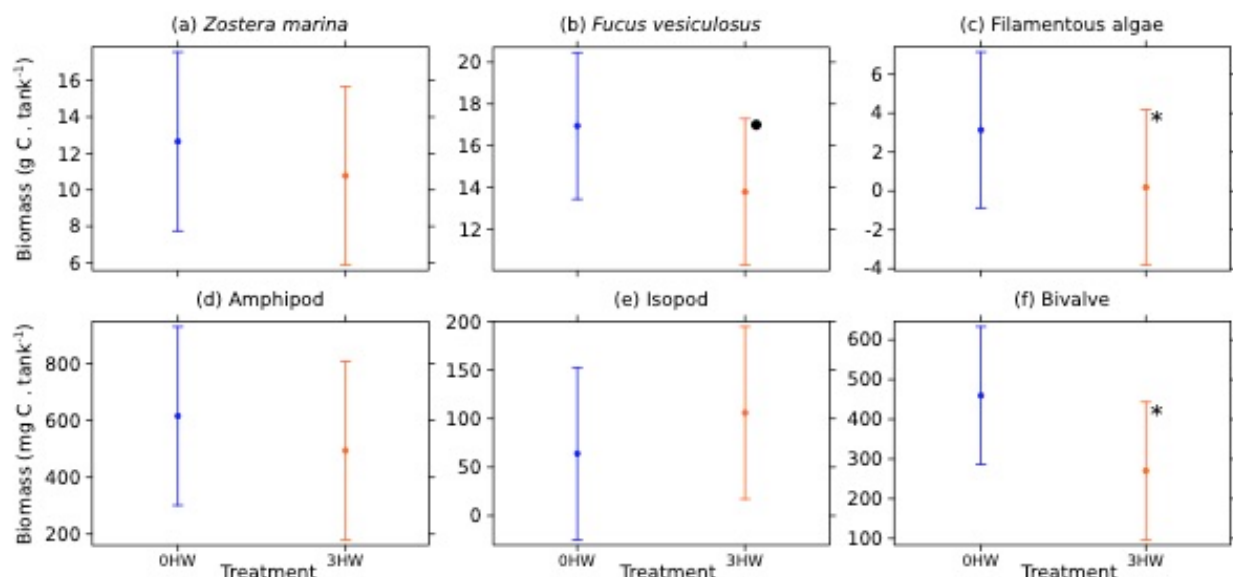 (a) Zostera marina
(b) Fucus vesiculosus
(c) Filamentous algae
Biomass (g C . tank⁻¹)
16
14
12
10
8
6
20
18
16
14
12
6
4
2
0
-2
-4
*
(d) Amphipod
(e) Isopod
(f) Bivalve
Biomass (mg C . tank⁻¹)
800
600
400
200
200
150
100
50
0
600
500
400
300
200
100
*
0HW 3HW
0HW 3HW
0HW 3HW
Treatment
Treatment
Treatment